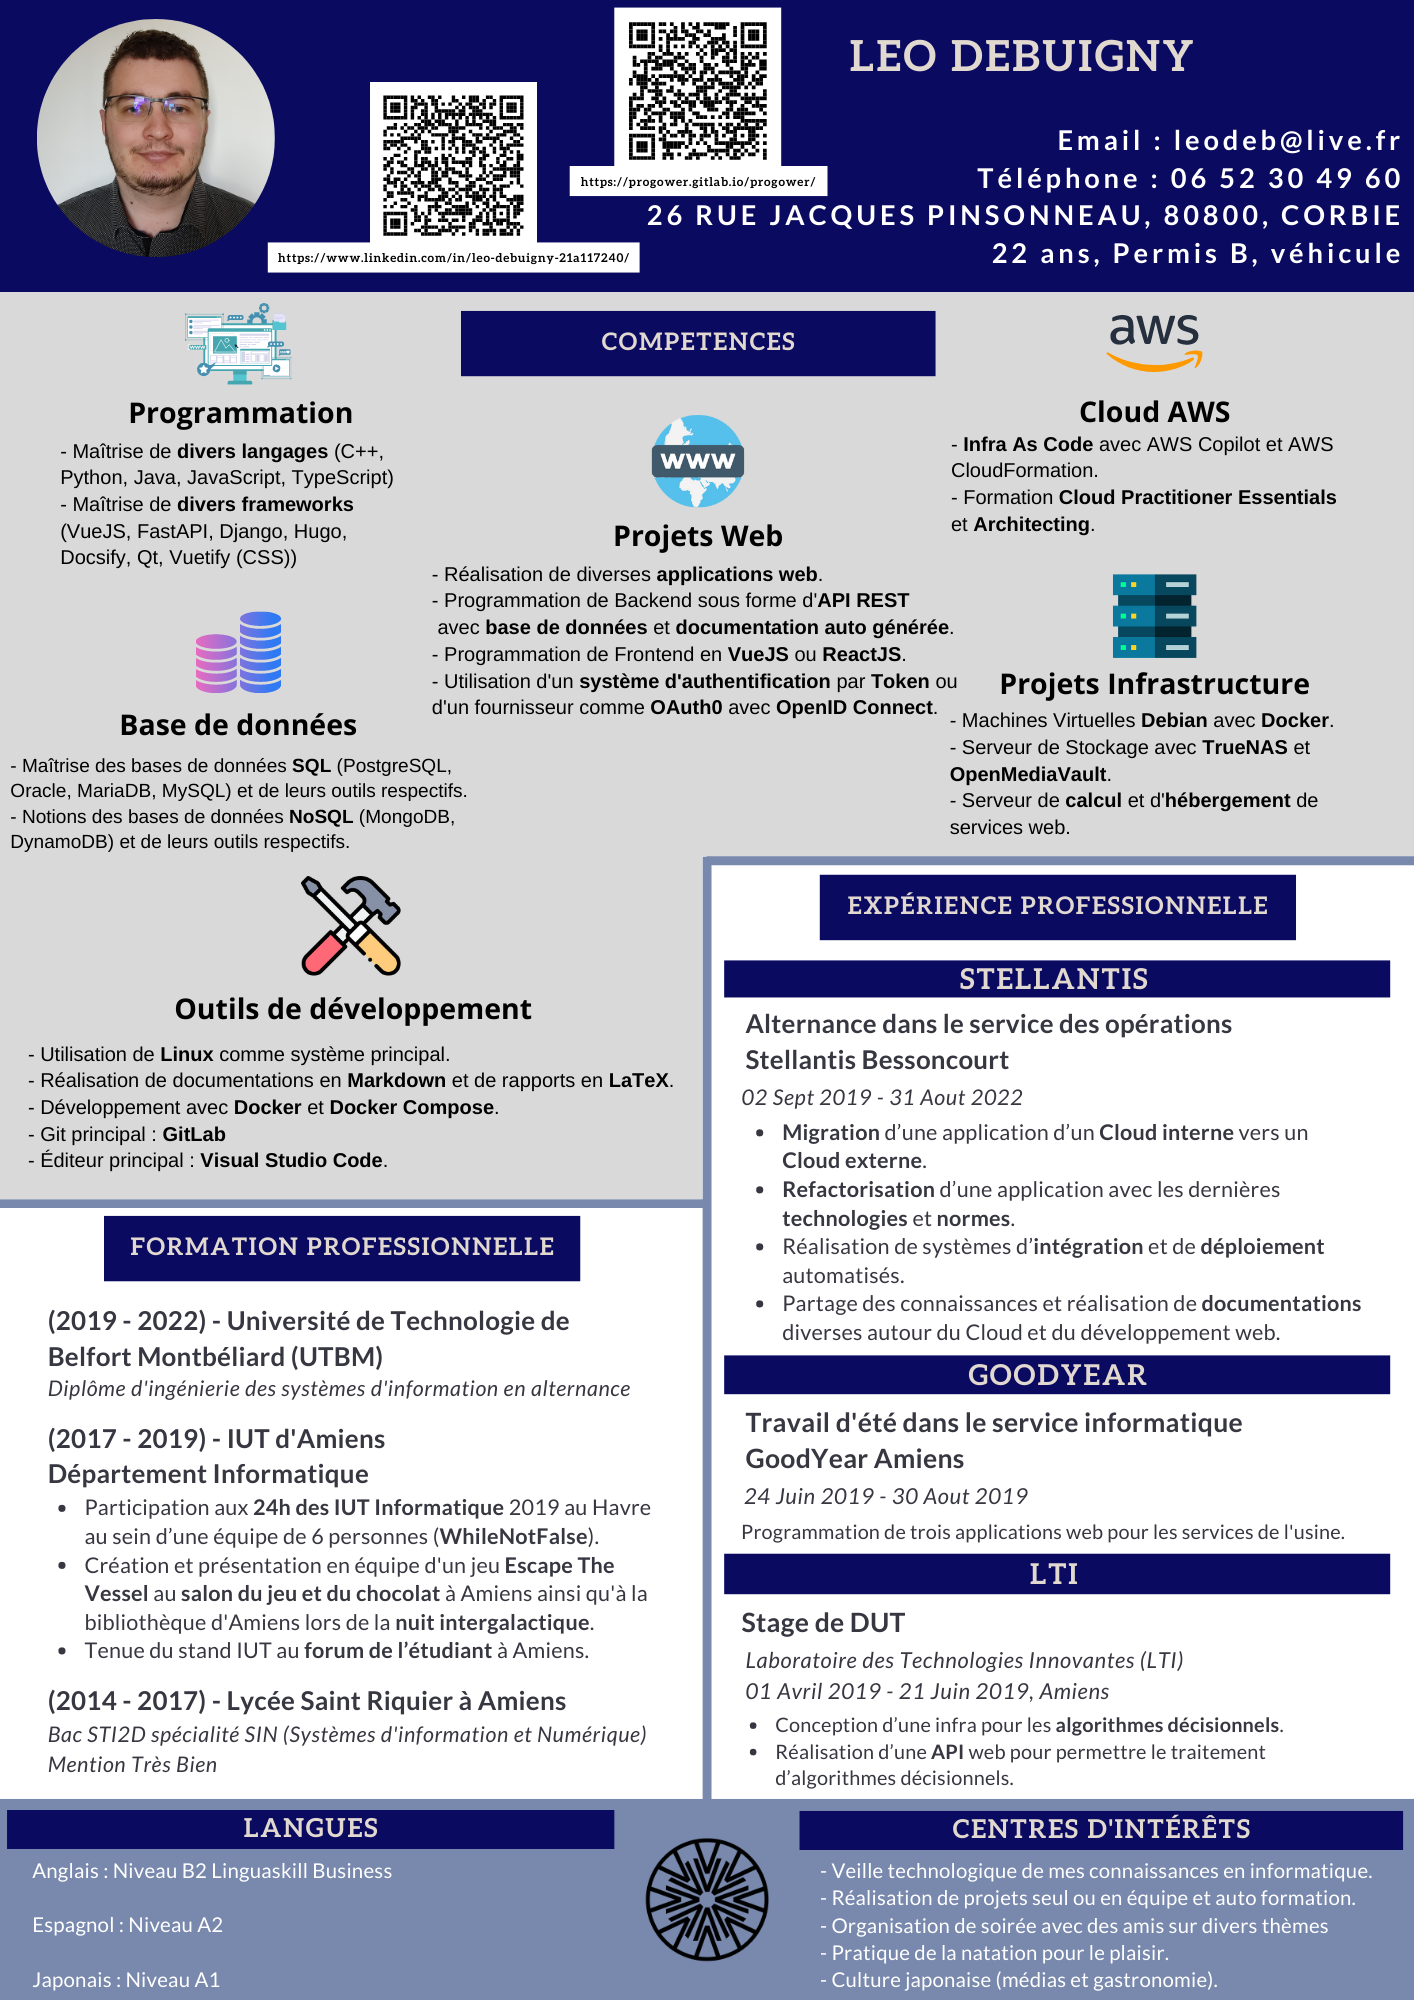 LEO DEBUIGNY
Email : leodeb@live.fr
Téléphone : 06 52 30 49 60
26 RUE JACQUES PINSONNEAU, 80800, CORBIE
22 ans, Permis B, véhicule
https://progower.gitlab.io/progower/
https://www.linkedin.com/in/leo-debuigny-21a117240/
COMPETENCES
Programmation
- Maîtrise de divers langages (C++,
Python, Java, JavaScript, TypeScript)
- Maîtrise de divers frameworks
(VueJS, FastAPI, Django, Hugo,
Docsify, Qt, Vuetify (CSS))
Base de données
- Maîtrise des bases de données SQL (PostgreSQL,
Oracle, MariaDB, MySQL) et de leurs outils respectifs.
- Notions des bases de données NoSQL (MongoDB,
DynamoDB) et de leurs outils respectifs.
www
Projets Web
- Réalisation de diverses applications web.
- Programmation de Backend sous forme d'API REST
avec base de données et documentation auto générée.
- Programmation de Frontend en VueJS ou ReactJS.
- Utilisation d'un système d'authentification par Token ou
d'un fournisseur comme OAuth0 avec OpenID Connect.
aws
Cloud AWS
- Infra As Code avec AWS Copilot et AWS
CloudFormation.
- Formation Cloud Practitioner Essentials
et Architecting.
Projets Infrastructure
- Machines Virtuelles Debian avec Docker.
- Serveur de Stockage avec TrueNAS et
OpenMediaVault.
- Serveur de calcul et d'hébergement de
services web.
Outils de développement
- Utilisation de Linux comme système principal.
- Réalisation de documentations en Markdown et de rapports en LaTeX.
- Développement avec Docker et Docker Compose.
- Git principal : GitLab
- Éditeur principal : Visual Studio Code.
FORMATION PROFESSIONNELLE
(2019 - 2022) - Université de Technologie de
Belfort Montbéliard (UTBM)
Diplôme d'ingénierie des systèmes d'information en alternance
(2017 - 2019) - IUT d'Amiens
Département Informatique
• Participation aux 24h des IUT Informatique 2019 au Havre
au sein d’une équipe de 6 personnes (WhileNotFalse).
• Création et présentation en équipe d'un jeu Escape The
Vessel au salon du jeu et du chocolat à Amiens ainsi qu'à la
bibliothèque d'Amiens lors de la nuit intergalactique.
• Tenue du stand IUT au forum de l’étudiant à Amiens.
(2014 - 2017) - Lycée Saint Riquier à Amiens
Bac STI2D spécialité SIN (Systèmes d'information et Numérique)
Mention Très Bien
EXPÉRIENCE PROFESSIONNELLE
STELLANTIS
Alternance dans le service des opérations
Stellantis Bessoncourt
02 Sept 2019 - 31 Aout 2022
• Migration d’une application d’un Cloud interne vers un
Cloud externe.
• Refactorisation d’une application avec les dernières
technologies et normes.
• Réalisation de systèmes d’intégration et de déploiement
automatisés.
• Partage des connaissances et réalisation de documentations
diverses autour du Cloud et du développement web.
GOODYEAR
Travail d'été dans le service informatique
GoodYear Amiens
24 Juin 2019 - 30 Aout 2019
Programmation de trois applications web pour les services de l'usine.
LTI
Stage de DUT
Laboratoire des Technologies Innovantes (LTI)
01 Avril 2019 - 21 Juin 2019, Amiens
• Conception d’une infra pour les algorithmes décisionnels.
• Réalisation d’une API web pour permettre le traitement
d’algorithmes décisionnels.
LANGUES
Anglais : Niveau B2 Linguaskill Business
Espagnol : Niveau A2
Japonais : Niveau A1
CENTRES D'INTÉRÊTS
- Veille technologique de mes connaissances en informatique.
- Réalisation de projets seul ou en équipe et auto formation.
- Organisation de soirée avec des amis sur divers thèmes
- Pratique de la natation pour le plaisir.
- Culture japonaise (médias et gastronomie).